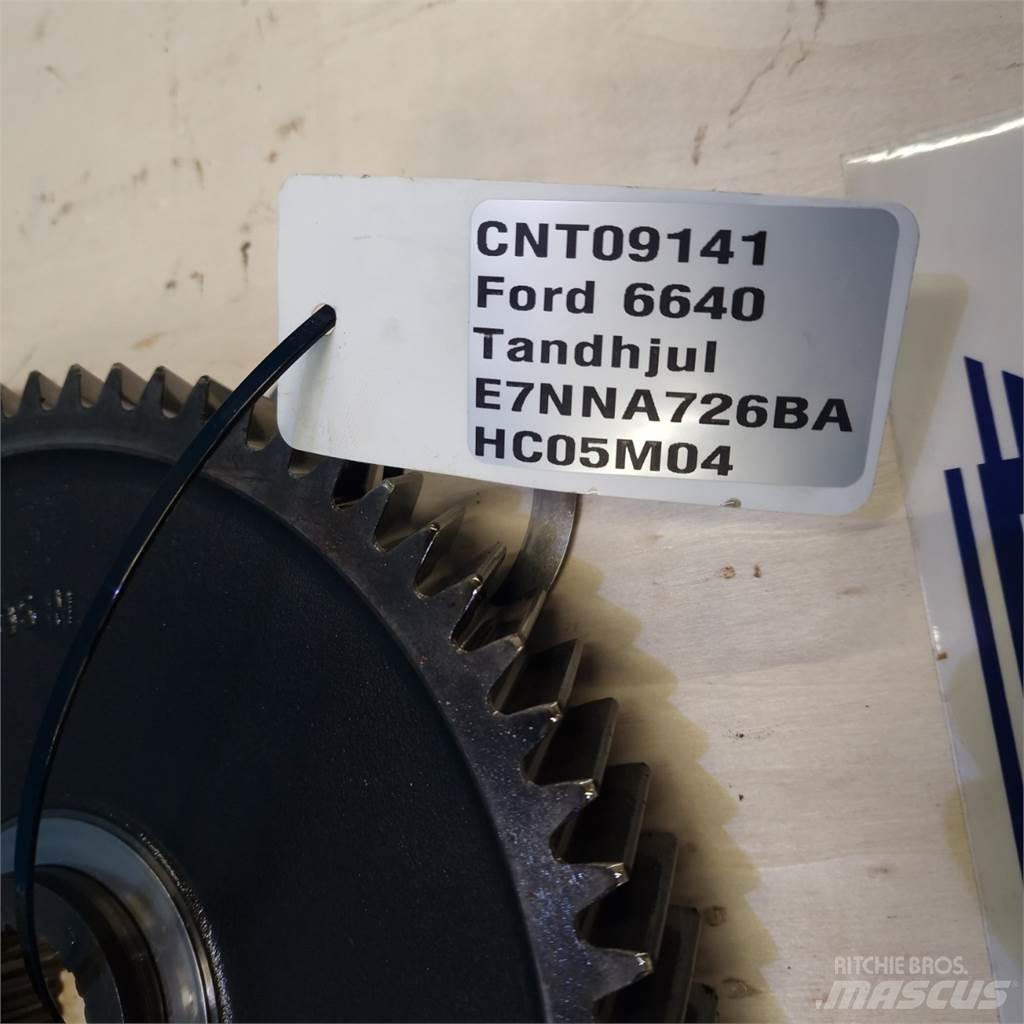 CNT09141
Ford 6640
Tandhjul
E7NNA726BA
HC05M04
RITCHIE BROS.
MASCUS